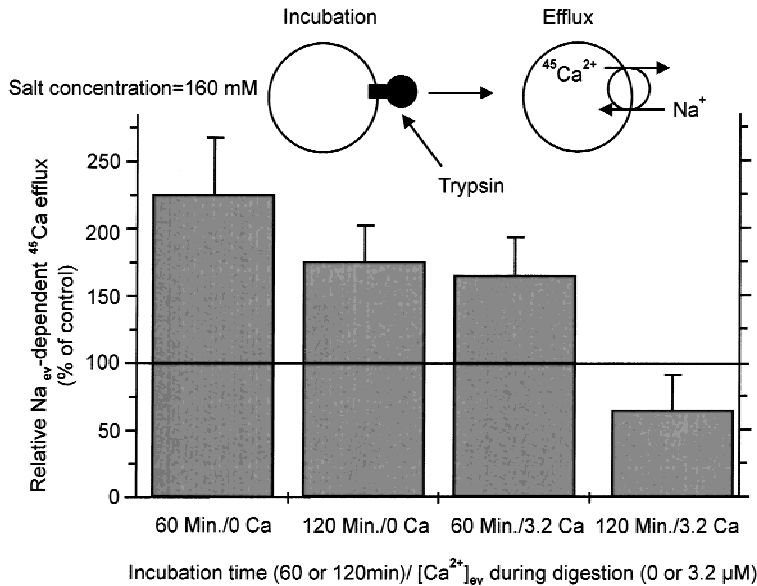 Incubation
Efflux
Salt concentration=160 mM
⁴⁵Ca²⁺
Na⁺
Trypsin
Relative Na ev-dependent ⁴⁵Ca efflux
(% of control)
250
200
150
100
50
0
60 Min./0 Ca
120 Min./0 Ca
60 Min./3.2 Ca
120 Min./3.2 Ca
Incubation time (60 or 120min)/ [Ca²⁺]ev during digestion (0 or 3.2 µM)